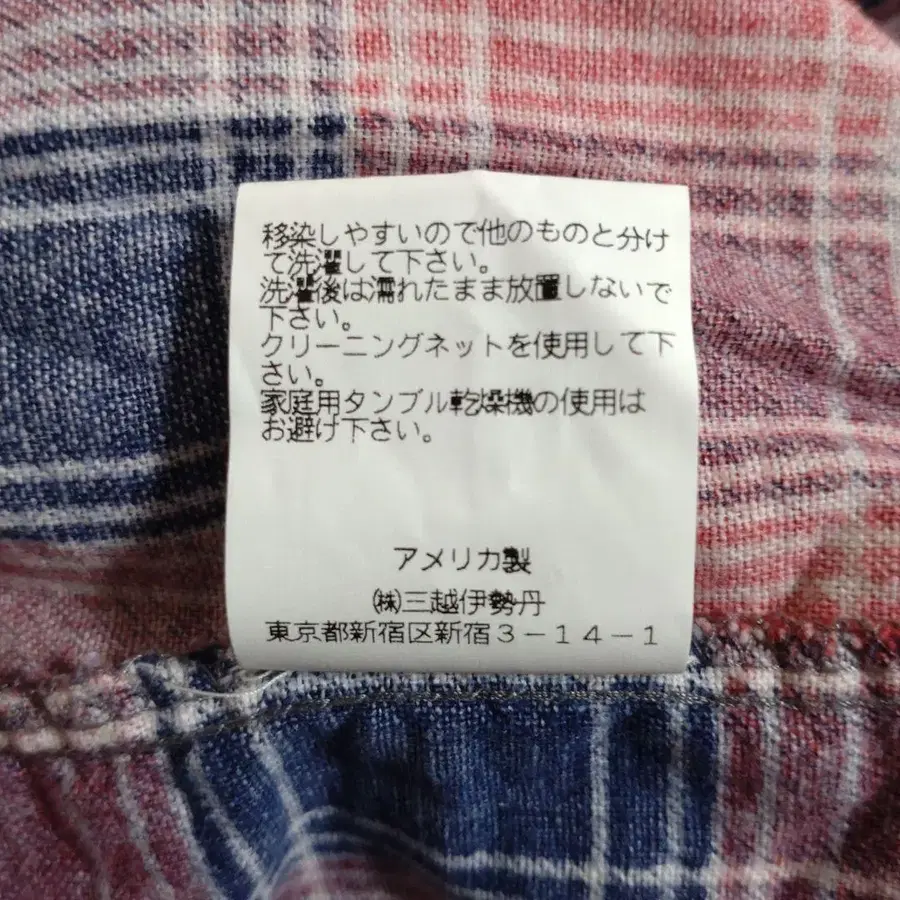 移染しやすいので他のものと分け
て洗濯して下さい。
洗濯後は濡れたまま放置しないで
下さい。
クリーニングネットを使用して下
さい。
家庭用タンブル乾燥機の使用は
お避け下さい。
アメリカ製
㈱三越伊勢丹
東京都新宿区新宿３－１４－１